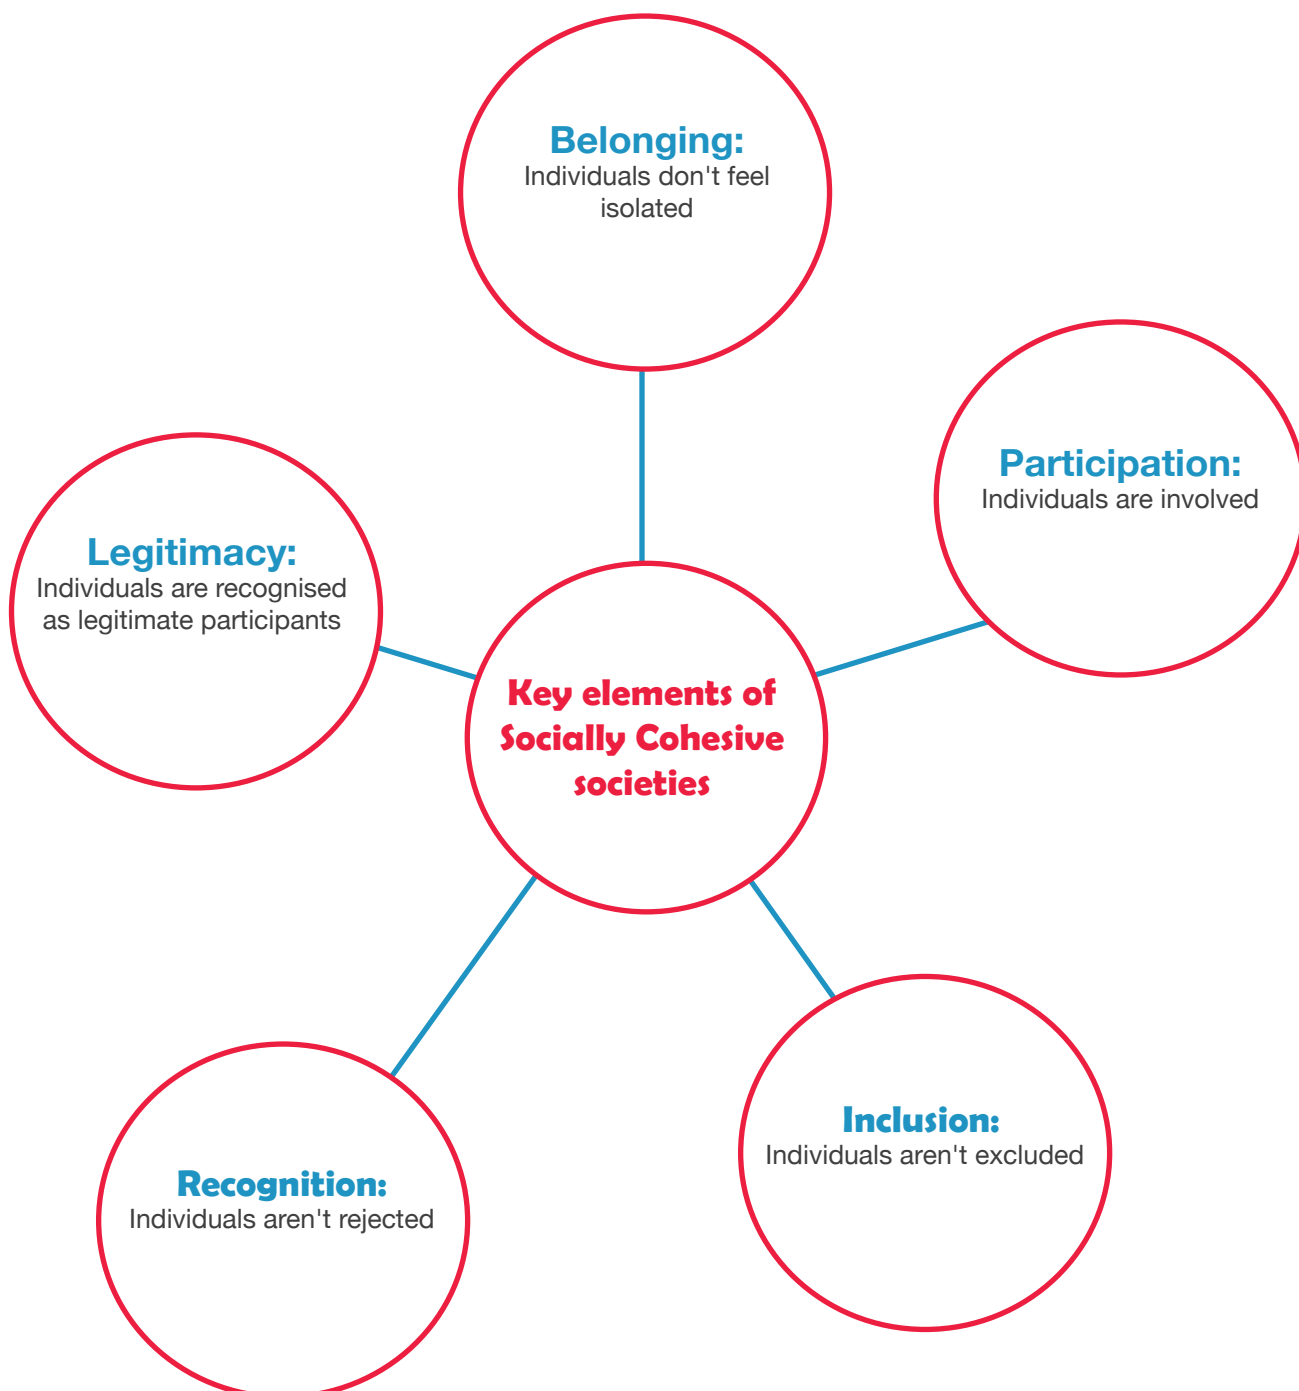 Belonging:
Individuals don't feel
isolated
Participation:
Individuals are involved
Legitimacy:
Individuals are recognised
as legitimate participants
Key elements of
Socially Cohesive
societies
Inclusion:
Individuals aren't excluded
Recognition:
Individuals aren't rejected